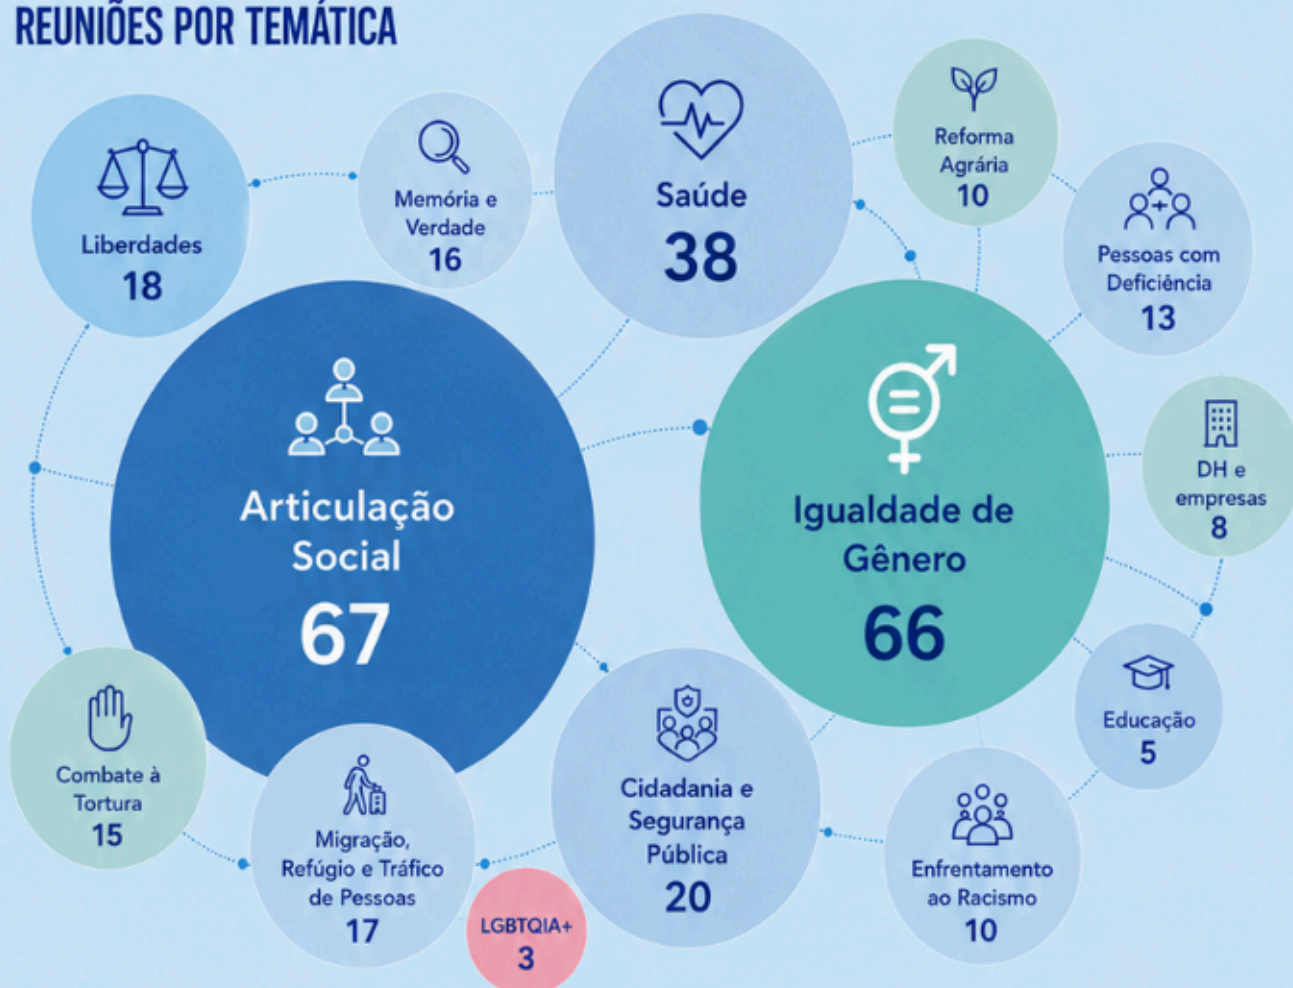 REUNIÕES POR TEMÁTICA
Liberdades
18
Memória e
Verdade
16
Saúde
38
Reforma
Agrária
10
Pessoas com
Deficiência
13
Articulação
Social
67
Igualdade de
Gênero
66
DH e
empresas
8
Combate à
Tortura
15
Migração,
Refúgio e Tráfico
de Pessoas
17
LGBTQIA+
3
Cidadania e
Segurança
Pública
20
Educação
5
Enfrentamento
ao Racismo
10